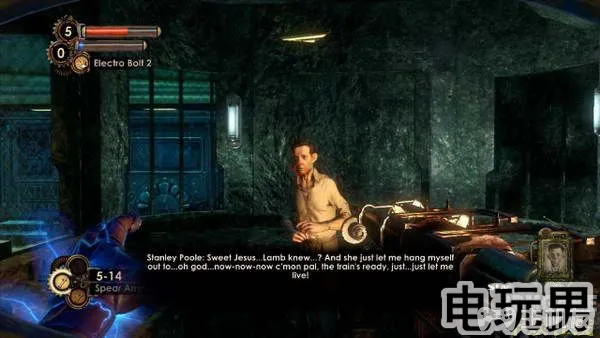 5
0
Electro Bolt 2
Stanley Poole: Sweet Jesus...Lamb knew...? And she just let me hang myself
out to...oh god...now-now-now c'mon pal, the train's ready, just...just let me
live!
5-14
Spear Am
电玩男